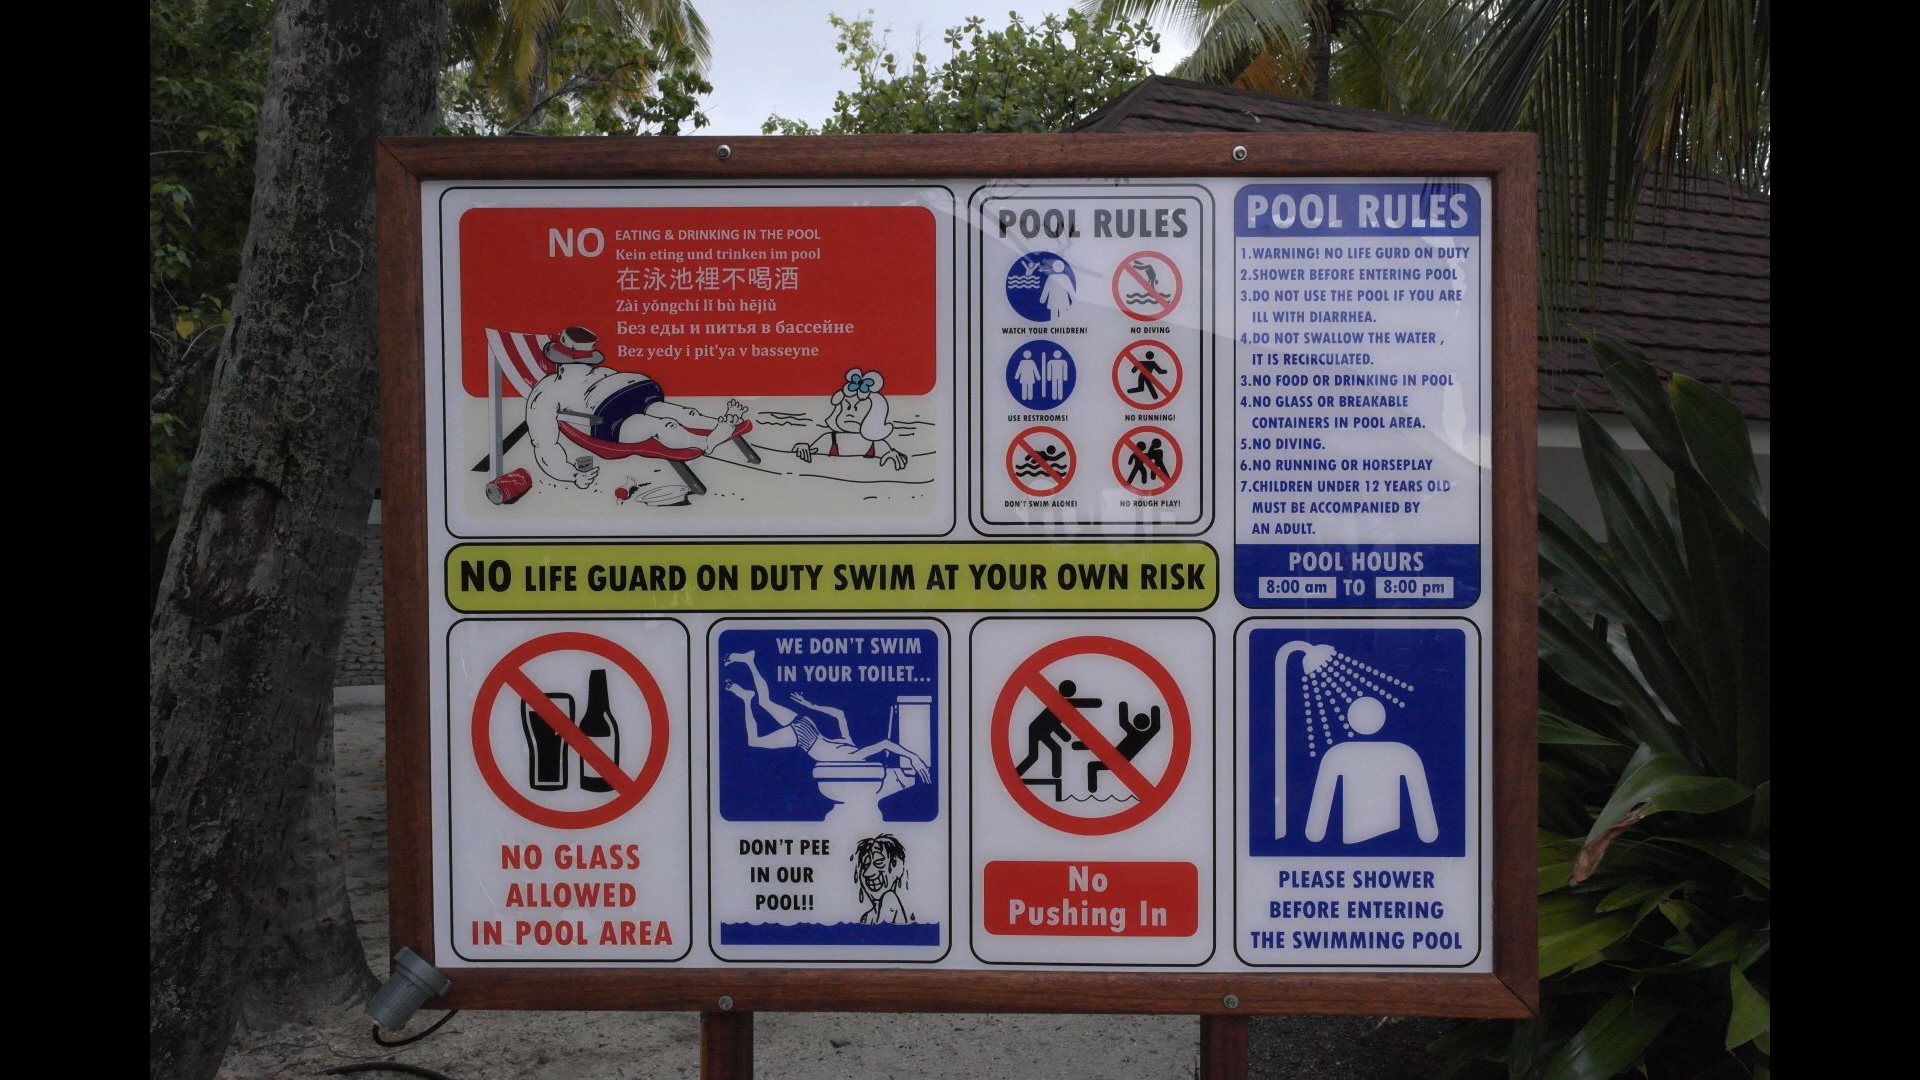 NO EATING & DRINKING IN THE POOL
Kein eting und trinken im pool
在泳池裡不喝酒
Zài yǒngchí lǐ bù hējiǔ
Без еды и питья в бассейне
Bez yedy i pit'ya v basseyne
POOL RULES
WATCH YOUR CHILDREN!
NO DIVING
USE RESTROOMS!
NO RUNNING!
DON'T SWIM ALONE!
NO ROUGH PLAY!
POOL RULES
1.WARNING! NO LIFE GURD ON DUTY
2.SHOWER BEFORE ENTERING POOL
3.DO NOT USE THE POOL IF YOU ARE
ILL WITH DIARRHEA.
4.DO NOT SWALLOW THE WATER ,
IT IS RECIRCULATED.
3.NO FOOD OR DRINKING IN POOL
4.NO GLASS OR BREAKABLE
CONTAINERS IN POOL AREA.
5.NO DIVING.
6.NO RUNNING OR HORSEPLAY
7.CHILDREN UNDER 12 YEARS OLD
MUST BE ACCOMPANIED BY
AN ADULT.
POOL HOURS
8:00 am TO 8:00 pm
NO LIFE GUARD ON DUTY SWIM AT YOUR OWN RISK
NO GLASS
ALLOWED
IN POOL AREA
WE DON'T SWIM
IN YOUR TOILET...
DON'T PEE
IN OUR
POOL!!
No
Pushing In
PLEASE SHOWER
BEFORE ENTERING
THE SWIMMING POOL